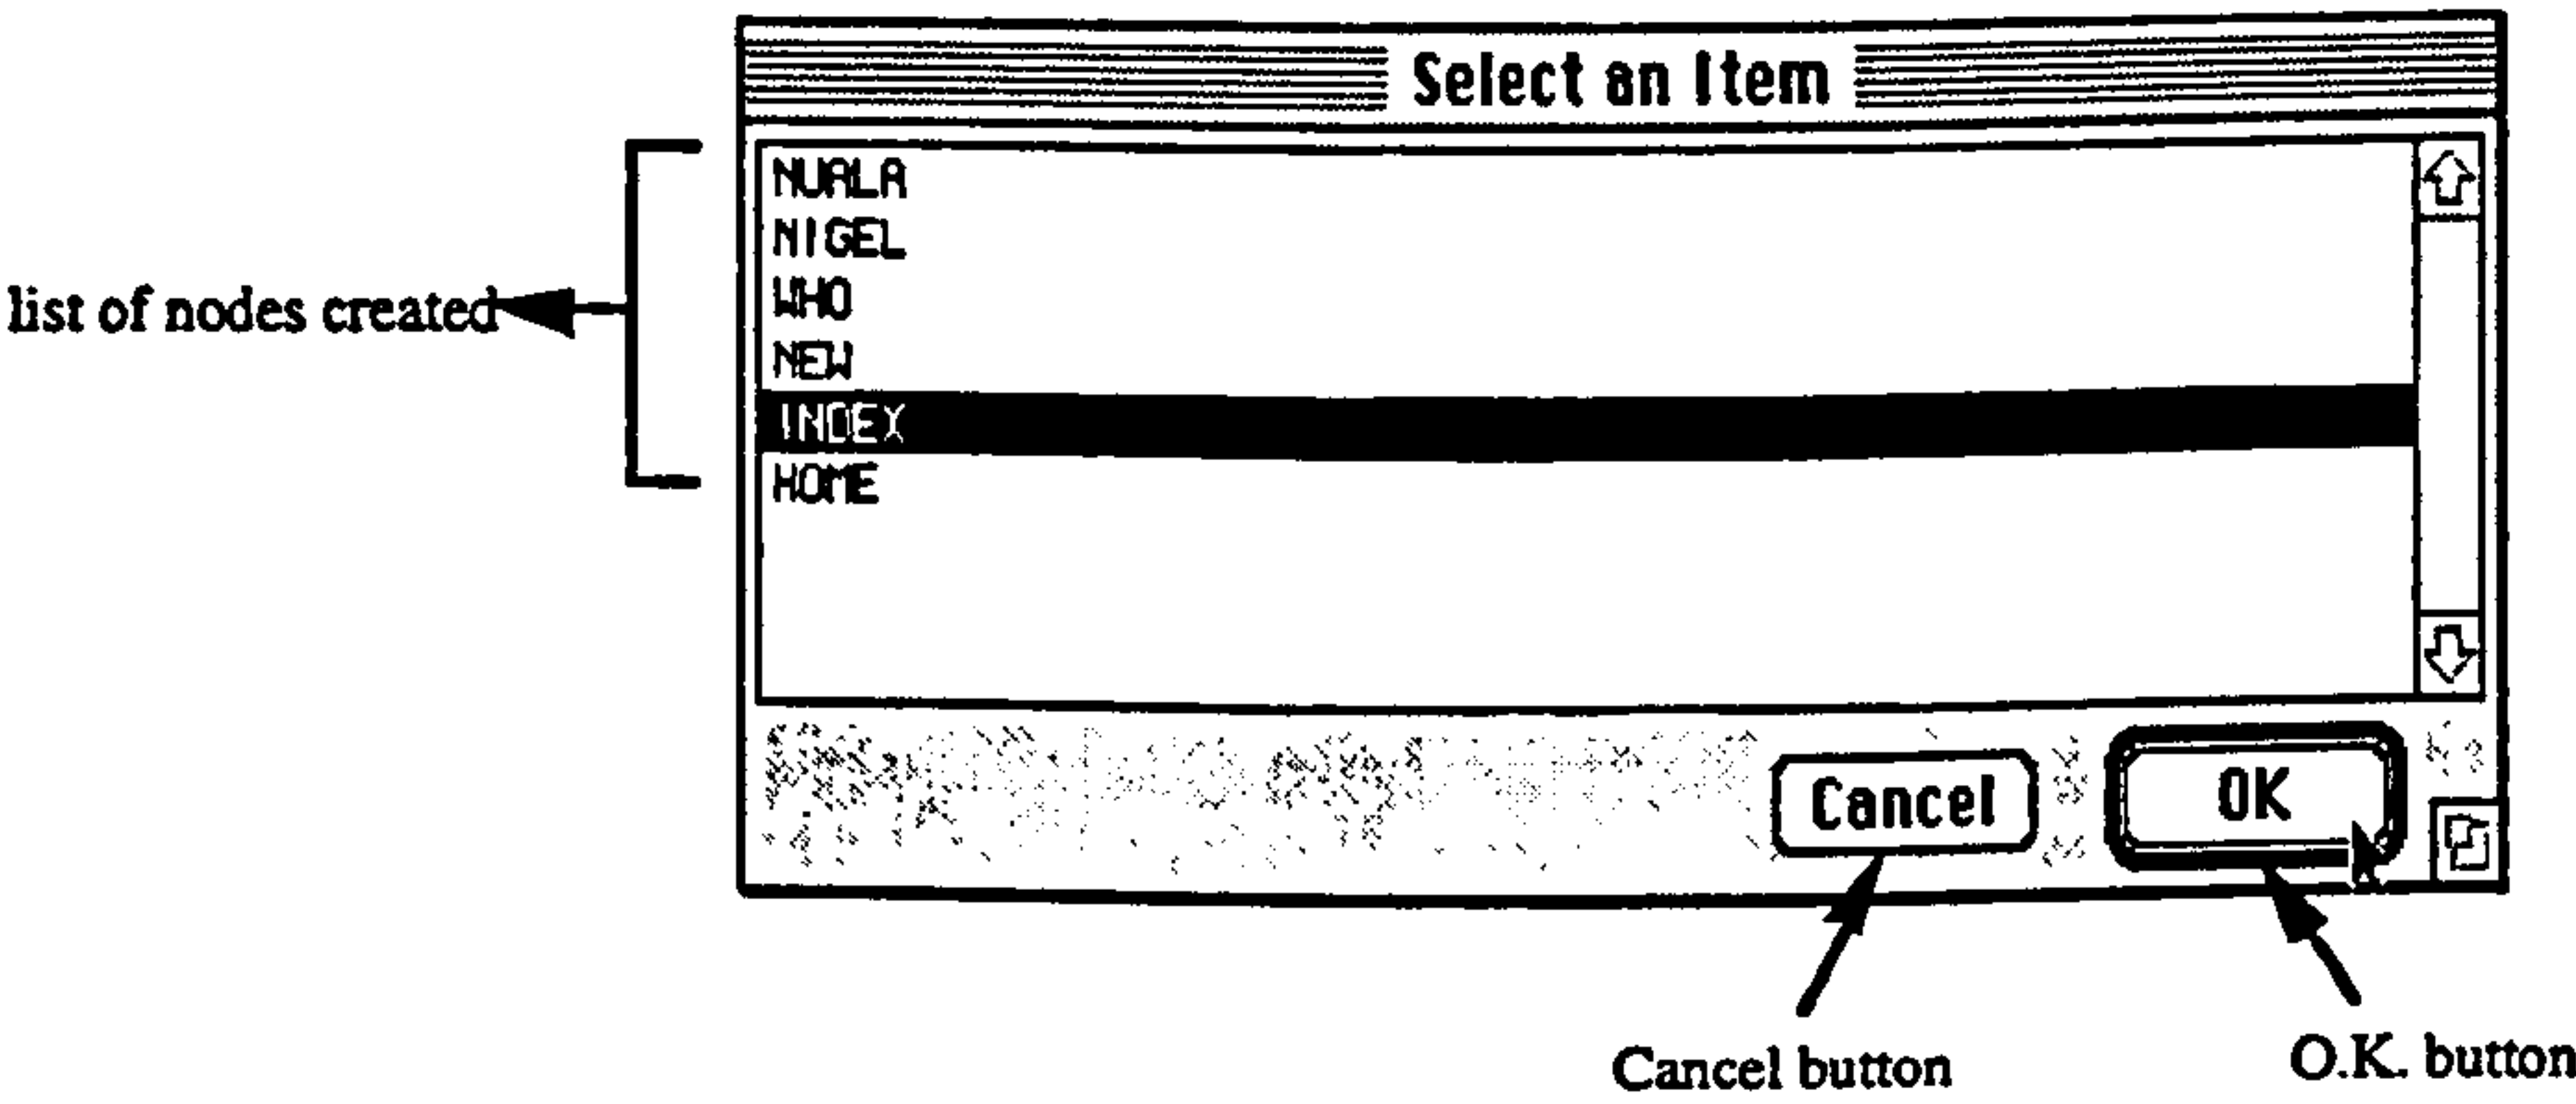 Select an Item
NUALA
NIGEL
list of nodes created
WHO
NEW
INDEX
HOME
Cancel
OK
Cancel button
O.K. button